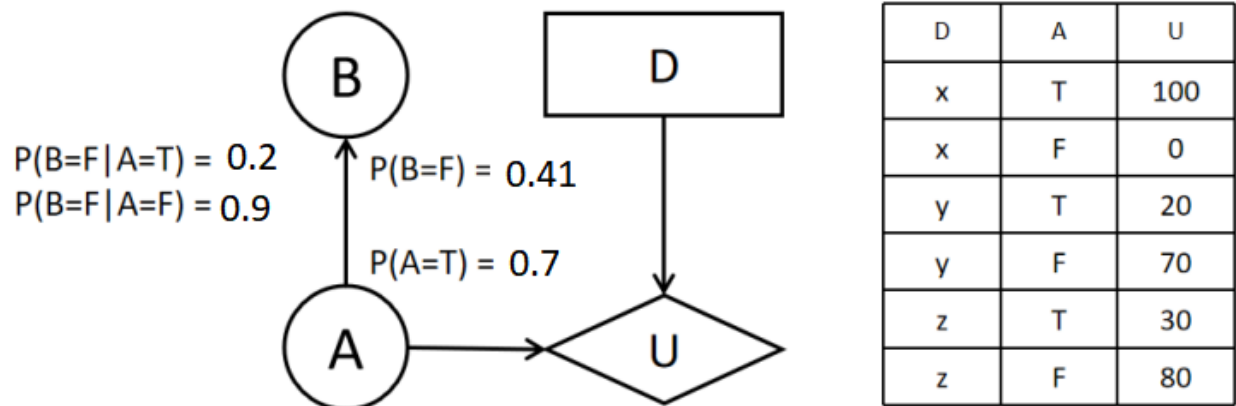 B
D
P(B=F|A=T) = 0.2
P(B=F|A=F) = 0.9
P(B=F) = 0.41
P(A=T) = 0.7
A
U
D A U
x T 100
x F 0
y T 20
y F 70
z T 30
z F 80